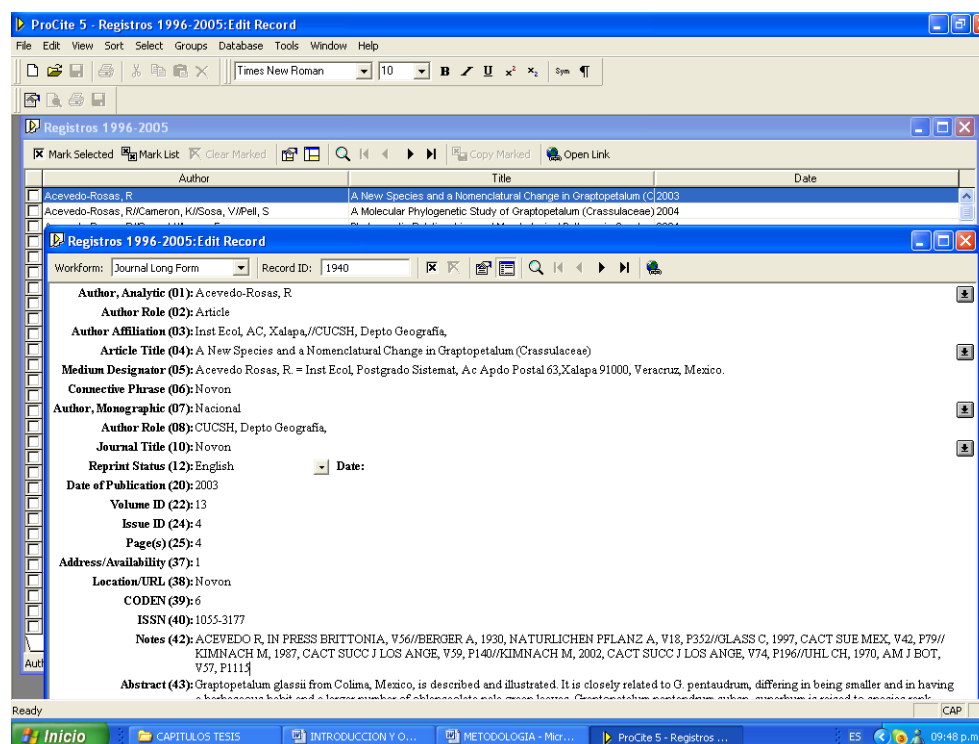 ProCite 5 - Registros 1996-2005:Edit Record
File Edit View Sort Select Groups Database Tools Window Help
Times New Roman 10 B I U x² x₂ Sym ¶
Registros 1996-2005
Mark Selected Mark List Clear Marked Copy Marked Open Link
Author Title Date
Acevedo-Rosas, R A New Species and a Nomenclatural Change in Graptopetalum (C 2003
Acevedo-Rosas, R//Cameron, K//Sosa, V//Pell, S A Molecular Phylogenetic Study of Graptopetalum (Crassulaceae) 2004
Registros 1996-2005:Edit Record
Workform: Journal Long Form Record ID: 1940
Author, Analytic (01): Acevedo-Rosas, R
Author Role (02): Article
Author Affiliation (03): Inst Ecol, AC, Xalapa,//CUCSH, Depto Geografía,
Article Title (04): A New Species and a Nomenclatural Change in Graptopetalum (Crassulaceae)
Medium Designator (05): Acevedo Rosas, R. = Inst Ecol, Postgrado Sistemat, Ac Apdo Postal 63,Xalapa 91000, Veracruz, Mexico.
Connective Phrase (06): Novon
Author, Monographic (07): Nacional
Author Role (08): CUCSH, Depto Geografía,
Journal Title (10): Novon
Reprint Status (12): English Date:
Date of Publication (20): 2003
Volume ID (22): 13
Issue ID (24): 4
Page(s) (25): 4
Address/Availability (37): 1
Location/URL (38): Novon
CODEN (39): 6
ISSN (40): 1055-3177
Notes (42): ACEVEDO R, IN PRESS BRITTONIA, V56//BERGER A, 1930, NATURLICHEN PFLANZ A, V18, P352//GLASS C, 1997, CACT SUE MEX, V42, P79//
KIMNACH M, 1987, CACT SUCC J LOS ANGE, V59, P140//KIMNACH M, 2002, CACT SUCC J LOS ANGE, V74, P196//UHL CH, 1970, AM J BOT,
V57, P1115
Auth
Abstract (43): Graptopetalum glassii from Colima, Mexico, is described and illustrated. It is closely related to G. pentaudrum, differing in being smaller and in having
Ready CAP
Inicio CAPITULOS TESIS INTRODUCCION Y O... METODOLOGIA - Micr... ProCite 5 - Registros ... ES 09:48 p.m.